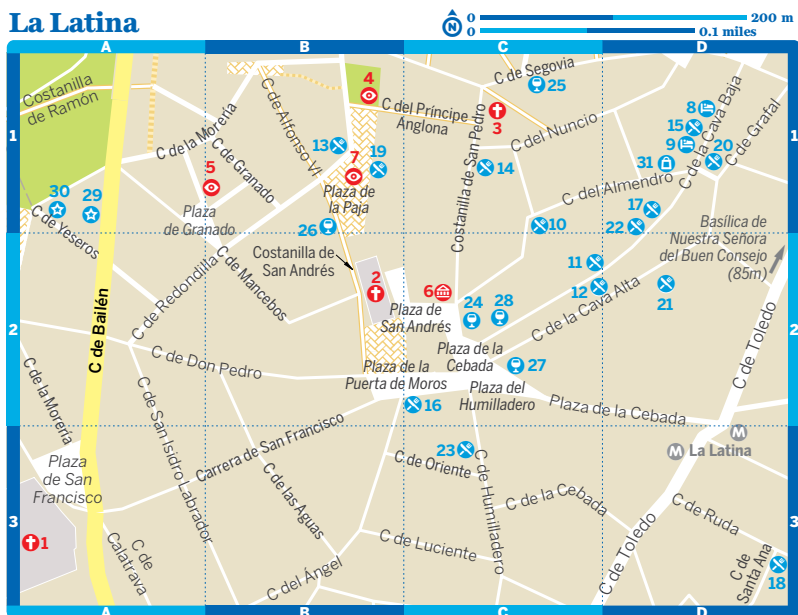 La Latina
N
0 200 m
0 0.1 miles
A
B
C
D
1
2
3
Costanilla
de Ramón
C de la Morería
C de Granado
C de Alfonso VI
4
C del Príncipe
Anglona
C de Segovia
25
3
C del Nuncio
8
15
9
31
20
C de la Cava Baja
C de Grafal
13
7
19
Plaza de
la Paja
14
Costanilla de San Pedro
C del Almendro
5
Plaza
de Granado
30
29
C de Yeseros
26
10
17
22
Basílica de
Nuestra Señora
del Buen Consejo
(85m)
Costanilla de
San Andrés
C de Redondilla
C de Mancebos
2
6
Plaza de
San Andrés
24
28
11
12
21
C de la Cava Alta
C de Bailén
C de Toledo
Plaza de la
Cebada
27
C de Don Pedro
Plaza de la
Puerta de Moros
Plaza del
Humilladero
16
Plaza de la Cebada
C de la Morería
C de San Isidro Labrador
Carrera de San Francisco
23
C de Oriente
C de Humilladero
M
M La Latina
Plaza
de San
Francisco
C de las Aguas
C de la Cebada
C de Ruda
1
C de
Calatrava
C de Luciente
C del Ángel
C de Toledo
C de
Santa Ana
18
A
B
C
D
1
2
3